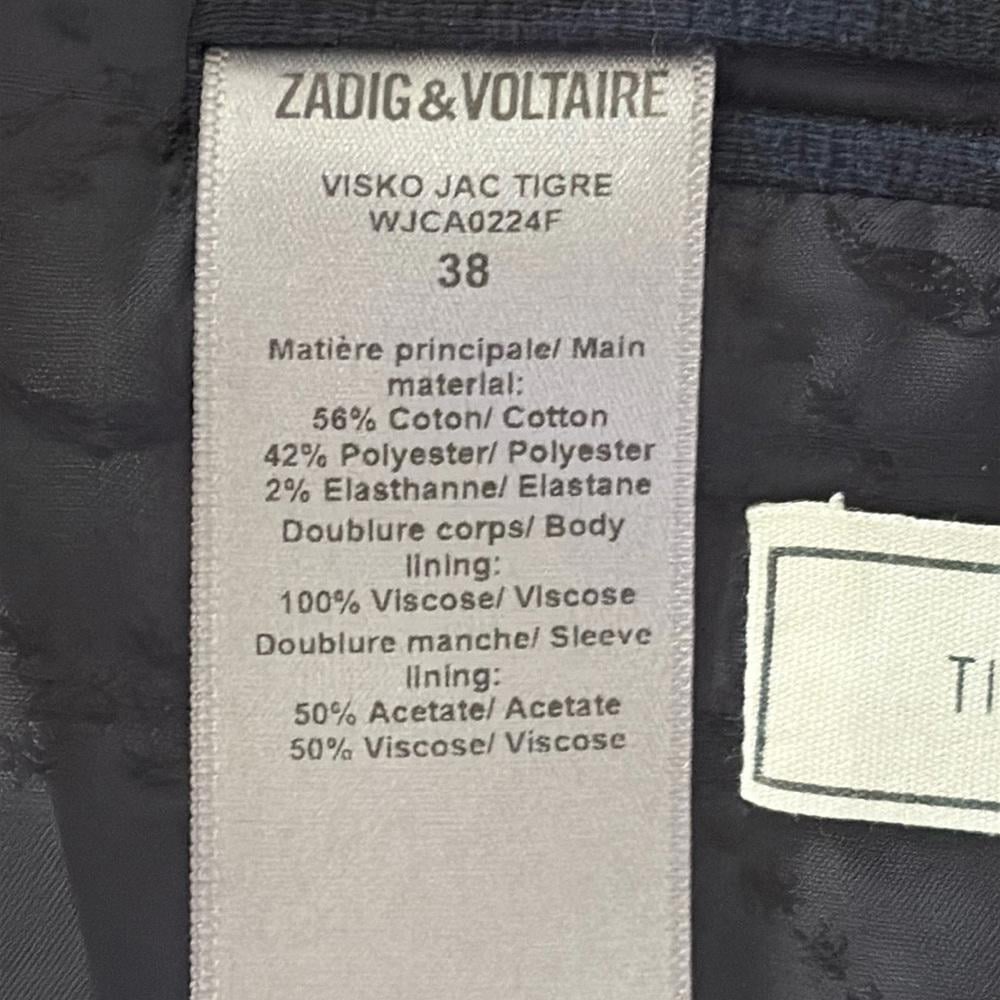 ZADIG & VOLTAIRE
VISKO JAC TIGRE
WJCA0224F
38
Matière principale/ Main
material:
56% Coton/ Cotton
42% Polyester/ Polyester
2% Elasthanne/ Elastane
Doublure corps/ Body
lining:
100% Viscose/ Viscose
Doublure manche/ Sleeve
lining:
50% Acetate/ Acetate
50% Viscose/ Viscose
TI